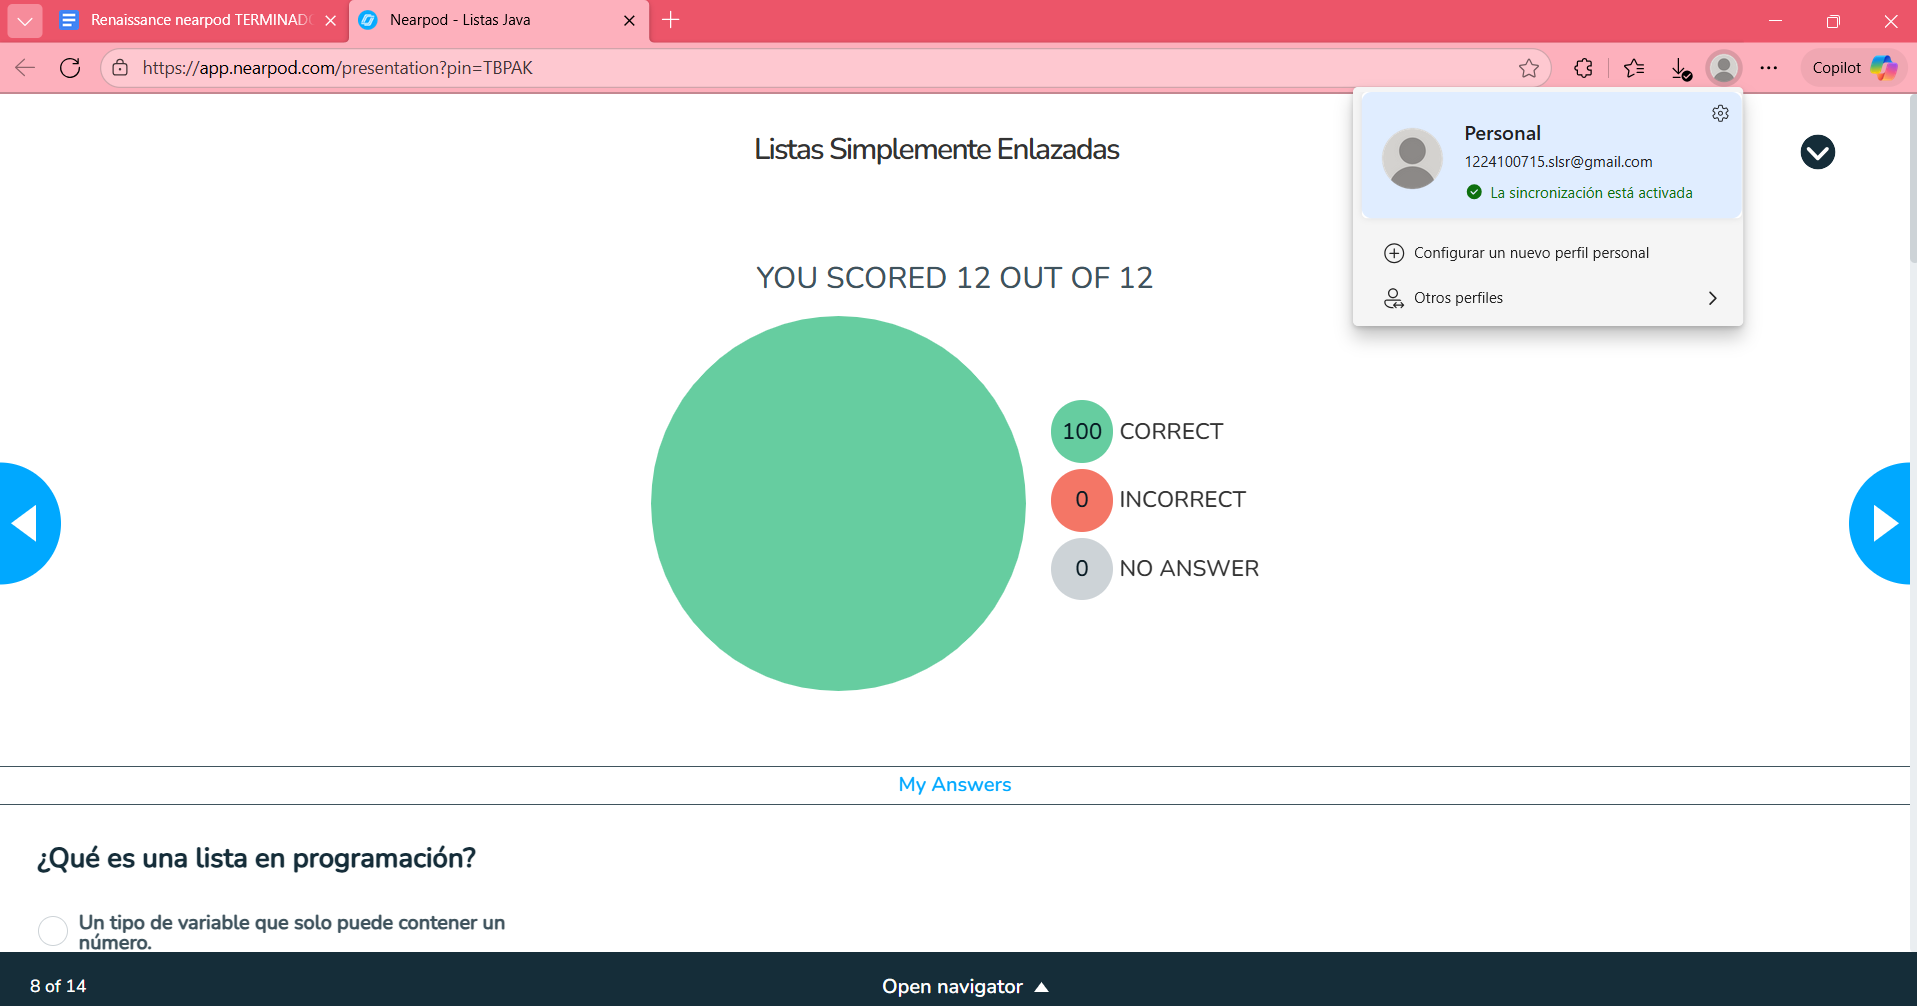 Renaissance nearpod TERMINAD
Nearpod - Listas Java
https://app.nearpod.com/presentation?pin=TBPAK
Copilot
Personal
1224100715.slsr@gmail.com
La sincronización está activada
Configurar un nuevo perfil personal
Otros perfiles
Listas Simplemente Enlazadas
YOU SCORED 12 OUT OF 12
100 CORRECT
0 INCORRECT
0 NO ANSWER
My Answers
¿Qué es una lista en programación?
Un tipo de variable que solo puede contener un
número.
8 of 14
Open navigator